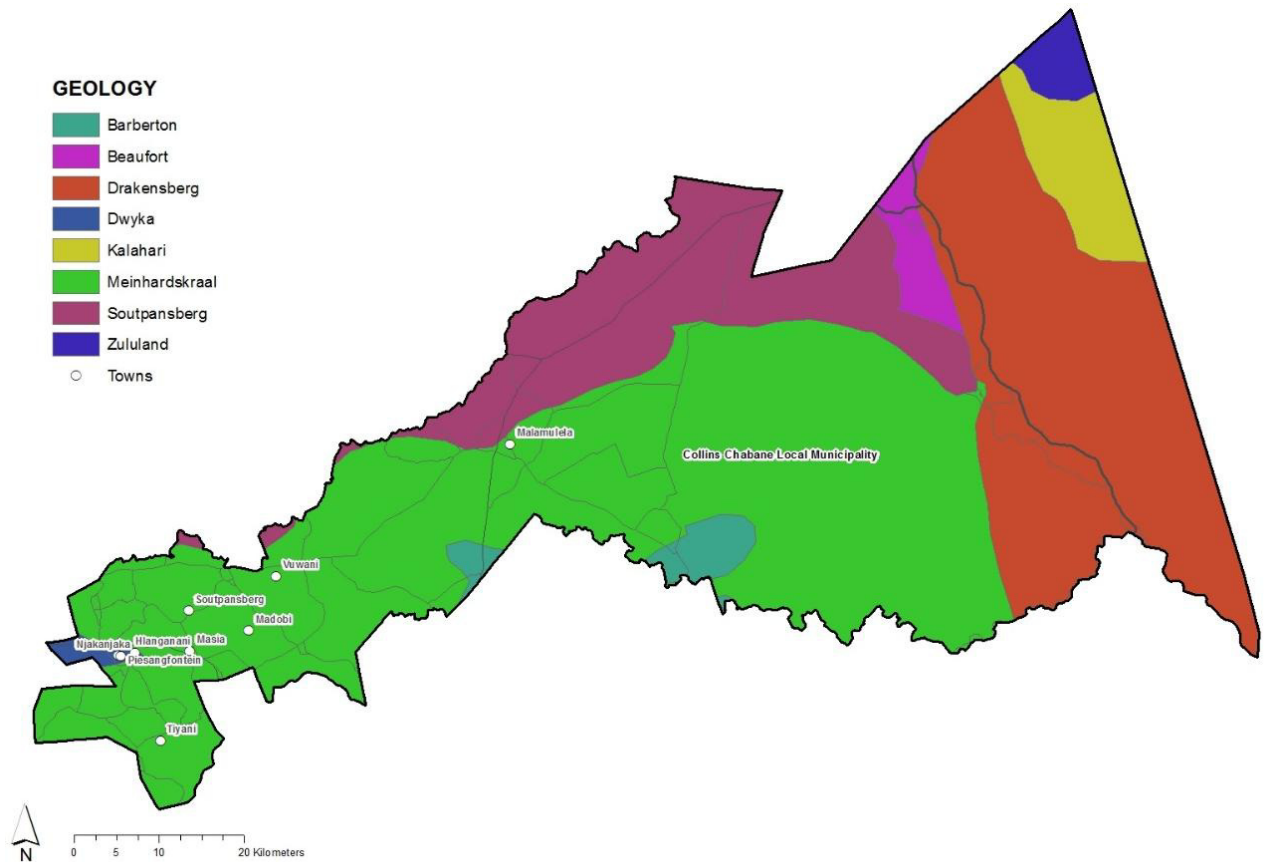 GEOLOGY
Barberton
Beaufort
Drakensberg
Dwyka
Kalahari
Meinhardskraal
Soutpansberg
Zululand
Towns
Malamulela
Collins Chabane Local Municipality
Vuwani
Soutpansberg
Madobi
Njakanjaka
Hlanganani
Masia
Piesangfontein
Tiyani
N
0 5 10 20 Kilometers